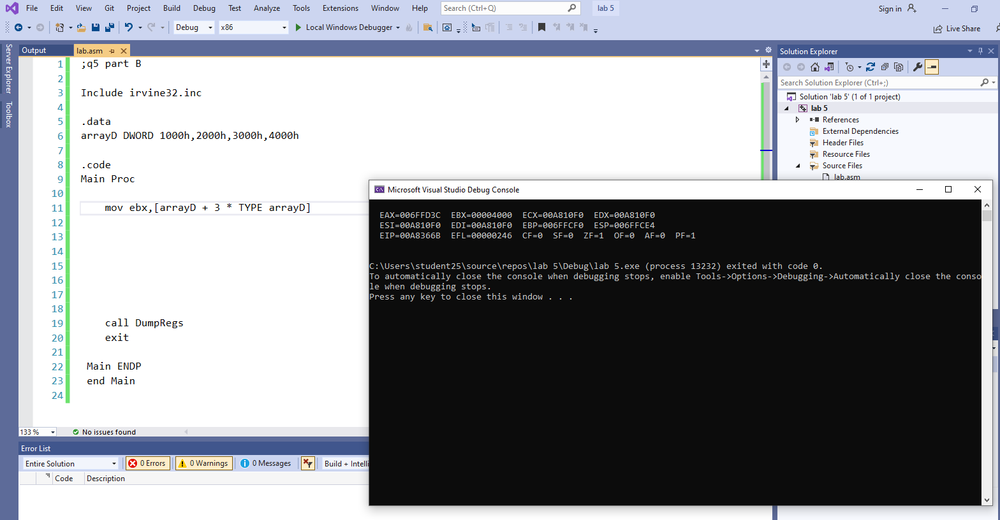 File Edit View Git Project Build Debug Test Analyze Tools Extensions Window Help Search (Ctrl+Q) lab 5 Sign in
Debug x86 Local Windows Debugger Live Share
Server Explorer
Toolbox
Output lab.asm
1 ;q5 part B
2
3 Include irvine32.inc
4
5 .data
6 arrayD DWORD 1000h,2000h,3000h,4000h
7
8 .code
9 Main Proc
10
11 mov ebx,[arrayD + 3 * TYPE arrayD]
12
13
14
15
16
17
18
19 call DumpRegs
20 exit
21
22 Main ENDP
23 end Main
24
133 % No issues found
Error List
Entire Solution 0 Errors 0 Warnings 0 Messages Build + Intelli
Code Description
Solution Explorer
Search Solution Explorer (Ctrl+;)
Solution 'lab 5' (1 of 1 project)
lab 5
References
External Dependencies
Header Files
Resource Files
Source Files
lab.asm
Microsoft Visual Studio Debug Console
EAX=006FFD3C EBX=00004000 ECX=00A810F0 EDX=00A810F0
ESI=00A810F0 EDI=00A810F0 EBP=006FFCF0 ESP=006FFCE4
EIP=00A8366B EFL=00000246 CF=0 SF=0 ZF=1 OF=0 AF=0 PF=1
C:\Users\student25\source\repos\lab 5\Debug\lab 5.exe (process 13232) exited with code 0.
To automatically close the console when debugging stops, enable Tools->Options->Debugging->Automatically close the conso
le when debugging stops.
Press any key to close this window . . .